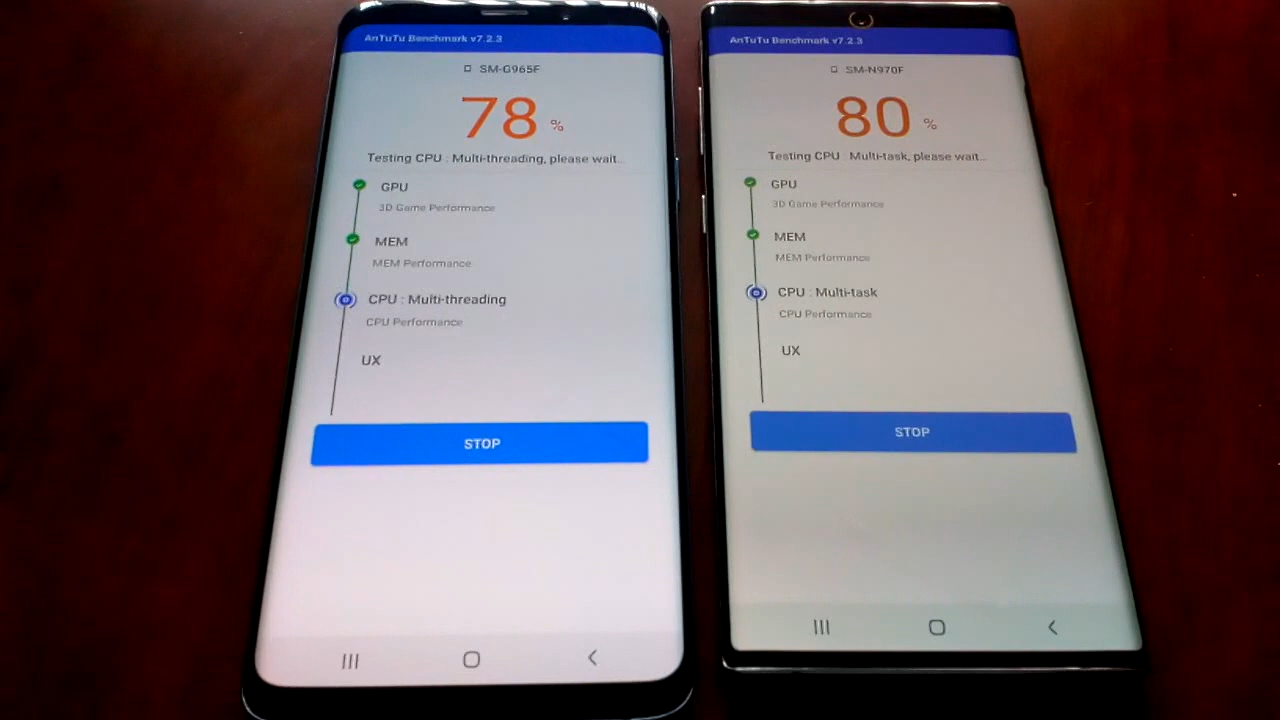 AnTuTu Benchmark v7.2.3
SM-G965F
78 %
Testing CPU : Multi-threading, please wait...
GPU
3D Game Performance
MEM
MEM Performance
CPU : Multi-threading
CPU Performance
UX
STOP
AnTuTu Benchmark v7.2.3
SM-N970F
80 %
Testing CPU : Multi-task, please wait...
GPU
3D Game Performance
MEM
MEM Performance
CPU : Multi-task
CPU Performance
UX
STOP